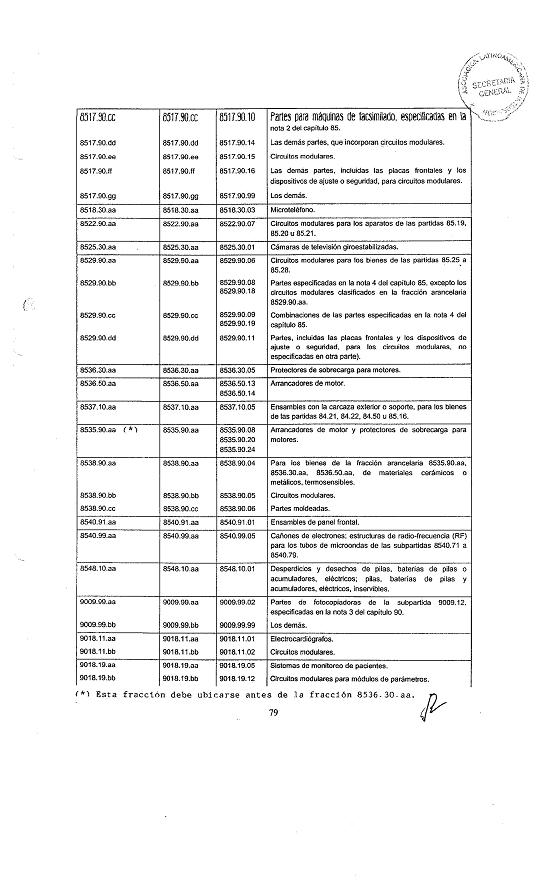 ASOCIACION LATINOAMERICANA DE
SECRETARIA
GENERAL
8517.90.cc 8517.90.cc 8517.90.10 Partes para máquinas de facsimilado, especificadas en la
nota 2 del capítulo 85.
8517.90.dd 8517.90.dd 8517.90.14 Las demás partes, que incorporan circuitos modulares.
8517.90.ee 8517.90.ee 8517.90.15 Circuitos modulares.
8517.90.ff 8517.90.ff 8517.90.16 Las demás partes, incluidas las placas frontales y los
dispositivos de ajuste o seguridad, para circuitos modulares.
8517.90.gg 8517.90.gg 8517.90.99 Los demás.
8518.30.aa 8518.30.aa 8518.30.03 Microteléfono.
8522.90.aa 8522.90.aa 8522.90.07 Circuitos modulares para los aparatos de las partidas 85.19,
85.20 u 85.21.
8525.30.aa 8525.30.aa 8525.30.01 Cámaras de televisión giroestabilizadas.
8529.90.aa 8529.90.aa 8529.90.06 Circuitos modulares para los bienes de las partidas 85.25 a
85.28.
8529.90.bb 8529.90.bb 8529.90.08 Partes especificadas en la nota 4 del capítulo 85, excepto los
8529.90.18 circuitos modulares clasificados en la fracción arancelaria
8529.90.aa.
8529.90.cc 8529.90.cc 8529.90.09 Combinaciones de las partes especificadas en la nota 4 del
8529.90.19 capítulo 85.
8529.90.dd 8529.90.dd 8529.90.11 Partes, incluidas las placas frontales y los dispositivos de
ajuste o seguridad, para los circuitos modulares, no
especificadas en otra parte).
8536.30.aa 8536.30.aa 8536.30.05 Protectores de sobrecarga para motores.
8536.50.aa 8536.50.aa 8536.50.13 Arrancadores de motor.
8536.50.14
8537.10.aa 8537.10.aa 8537.10.05 Ensambles con la carcaza exterior o soporte, para los bienes
de las partidas 84.21, 84.22, 84.50 u 85.16.
8535.90.aa (*) 8535.90.aa 8535.90.08 Arrancadores de motor y protectores de sobrecarga para
8535.90.20 motores.
8535.90.24
8538.90.aa 8538.90.aa 8538.90.04 Para los bienes de la fracción arancelaria 8535.90.aa,
8536.30.aa, 8536.50.aa, de materiales cerámicos o
metálicos, termosensibles.
8538.90.bb 8538.90.bb 8538.90.05 Circuitos modulares.
8538.90.cc 8538.90.cc 8538.90.06 Partes moldeadas.
8540.91.aa 8540.91.aa 8540.91.01 Ensambles de panel frontal.
8540.99.aa 8540.99.aa 8540.99.05 Cañones de electrones; estructuras de radio-frecuencia (RF)
para los tubos de microondas de las subpartidas 8540.71 a
8540.79.
8548.10.aa 8548.10.aa 8548.10.01 Desperdicios y desechos de pilas, baterías de pilas o
acumuladores, eléctricos; pilas, baterías de pilas y
acumuladores, eléctricos, inservibles.
9009.99.aa 9009.99.aa 9009.99.02 Partes de fotocopiadoras de la subpartida 9009.12,
especificadas en la nota 3 del capítulo 90.
9009.99.bb 9009.99.bb 9009.99.99 Los demás.
9018.11.aa 9018.11.aa 9018.11.01 Electrocardiógrafos.
9018.11.bb 9018.11.bb 9018.11.02 Circuitos modulares.
9018.19.aa 9018.19.aa 9018.19.05 Sistemas de monitoreo de pacientes.
9018.19.bb 9018.19.bb 9018.19.12 Circuitos modulares para módulos de parámetros.
(*) Esta fracción debe ubicarse antes de la fracción 8536.30.aa.
79